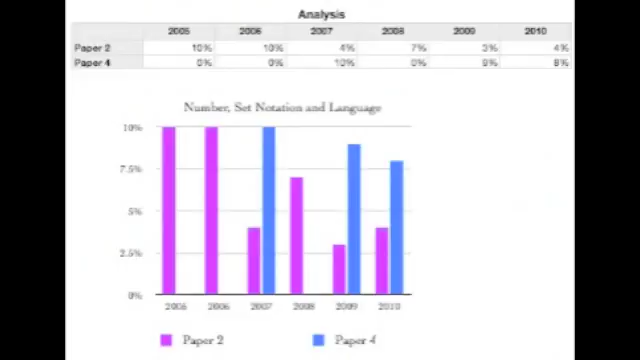 Analysis
2005 2006 2007 2008 2009 2010
Paper 2 10% 10% 4% 7% 3% 4%
Paper 4 0% 0% 10% 0% 9% 8%
Number, Set Notation and Language
10%
7.5%
5%
2.5%
0%
2005 2006 2007 2008 2009 2010
Paper 2 Paper 4